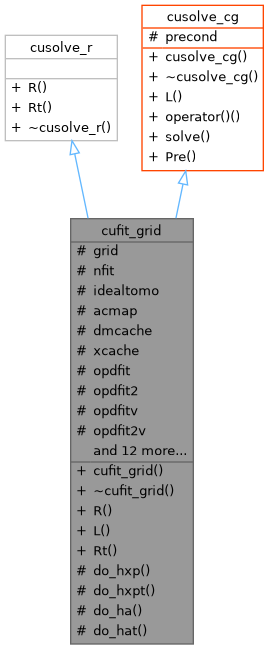 cusolve_r
+ R()
+ Rt()
+ ~cusolve_r()
cusolve_cg
# precond
+ cusolve_cg()
+ ~cusolve_cg()
+ L()
+ operator()()
+ solve()
+ Pre()
cufit_grid
# grid
# nfit
# idealtomo
# acmap
# dmcache
# xcache
# opdfit
# opdfit2
# opdfitv
# opdfit2v
and 12 more...
+ cufit_grid()
+ ~cufit_grid()
+ R()
+ L()
+ Rt()
# do_hxp()
# do_hxpt()
# do_ha()
# do_hat()